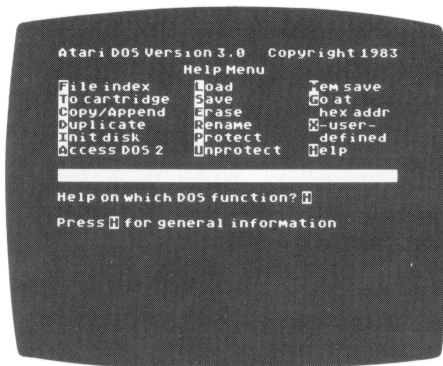 Atari DOS Version 3.0 Copyright 1983
Help Menu
File index Load Mem save
To cartridge Save Go at
Copy/Append Erase hex addr
Duplicate Rename X-user-
Init disk Protect defined
Access DOS 2 Unprotect Help
Help on which DOS function? H
Press H for general information